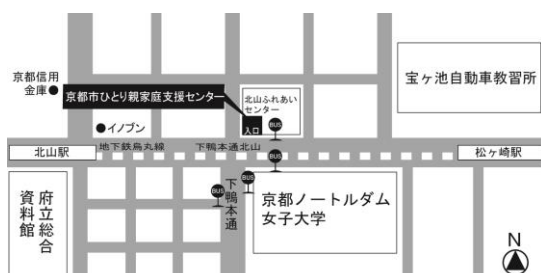 京都信用
金庫
京都市ひとり親家庭支援センター
北山ふれあい
センター
BUS
入口
宝ヶ池自動車教習所
イノブン
地下鉄烏丸線
下鴨本通北山
BUS
北山駅
松ヶ崎駅
BUS
BUS
下鴨本通
府立総合
資料館
京都ノートルダム
女子大学
N